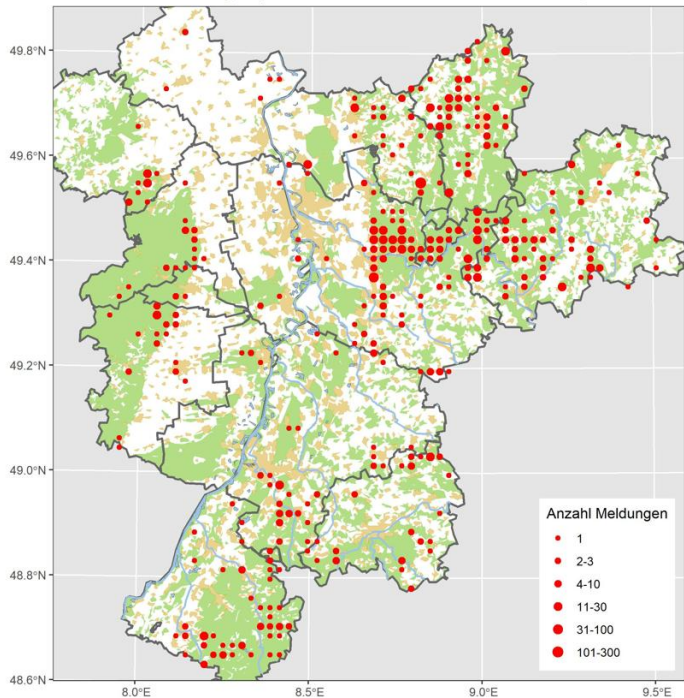 49.8°N
49.6°N
49.4°N
49.2°N
49.0°N
48.8°N
48.6°N
8.0°E
8.5°E
9.0°E
9.5°E
Anzahl Meldungen
1
2-3
4-10
11-30
31-100
101-300